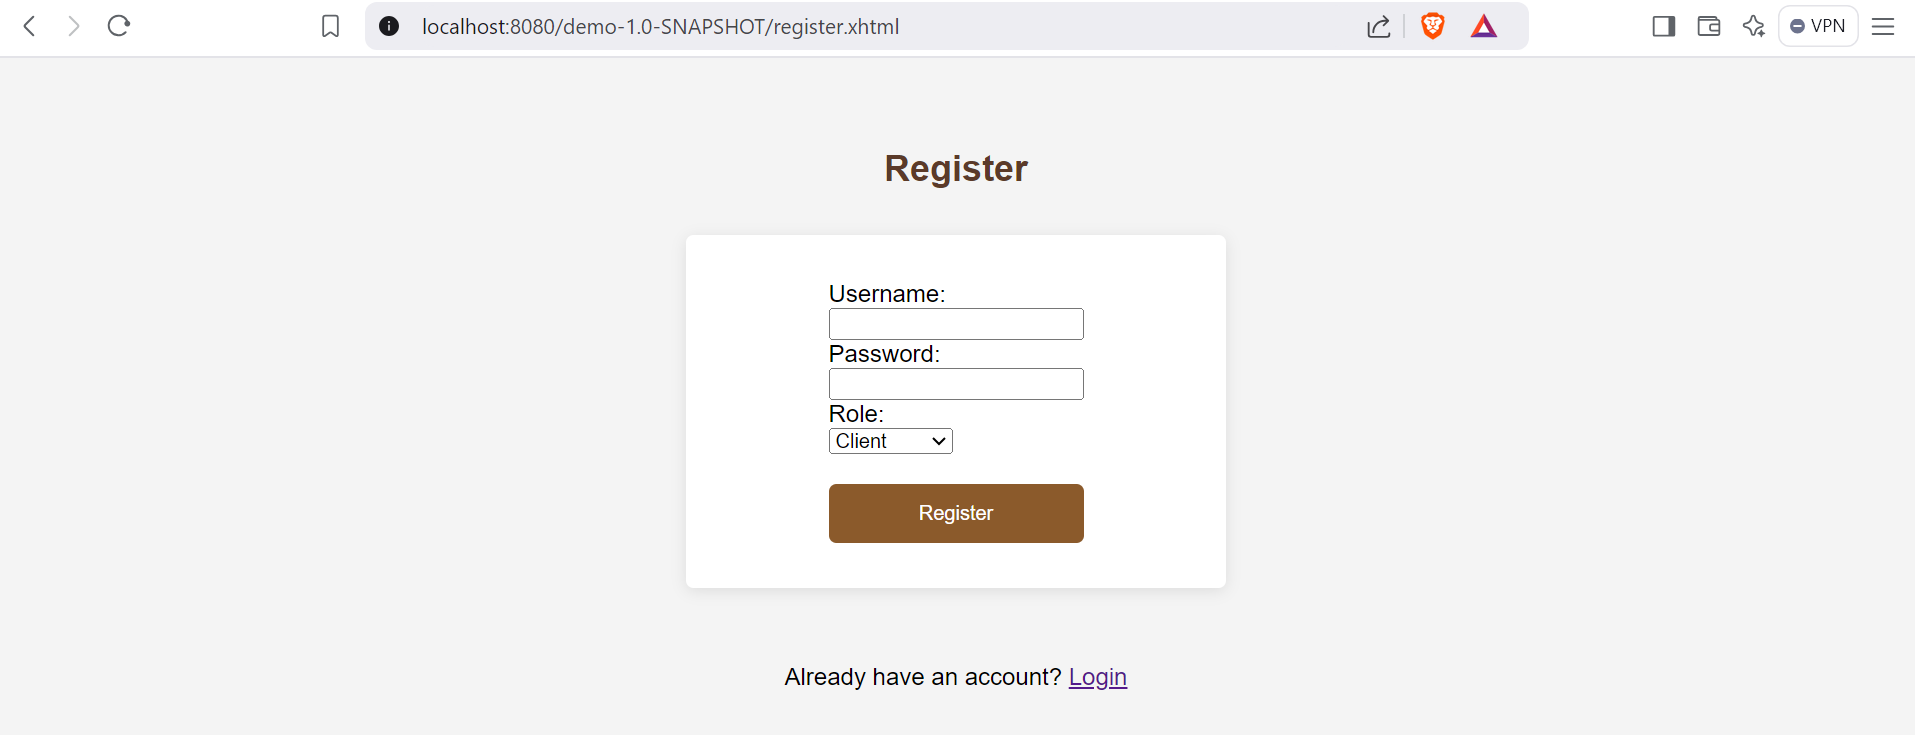 localhost:8080/demo-1.0-SNAPSHOT/register.xhtml
VPN
Register
Username:
Password:
Role:
Client
Register
Already have an account? Login